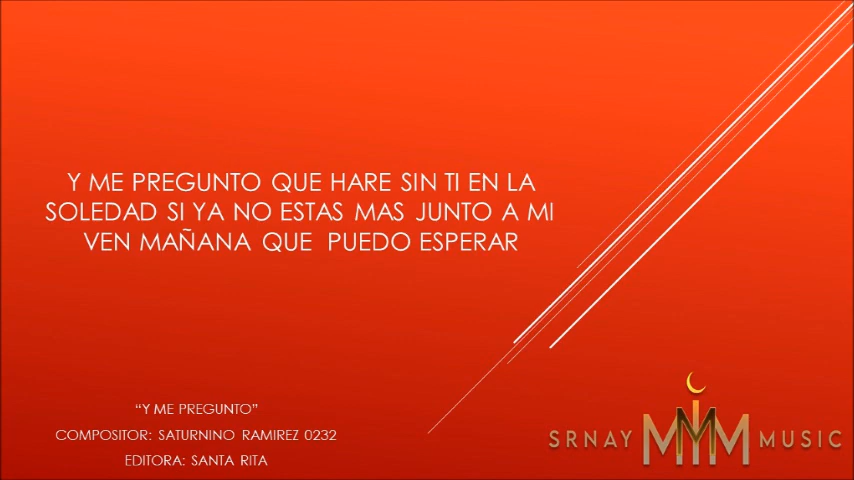 Y ME PREGUNTO QUE HARE SIN TI EN LA
SOLEDAD SI YA NO ESTAS MAS JUNTO A MI
VEN MAÑANA QUE PUEDO ESPERAR
“Y ME PREGUNTO”
COMPOSITOR: SATURNINO RAMIREZ 0232
EDITORA: SANTA RITA
SRNAY MMM MUSIC